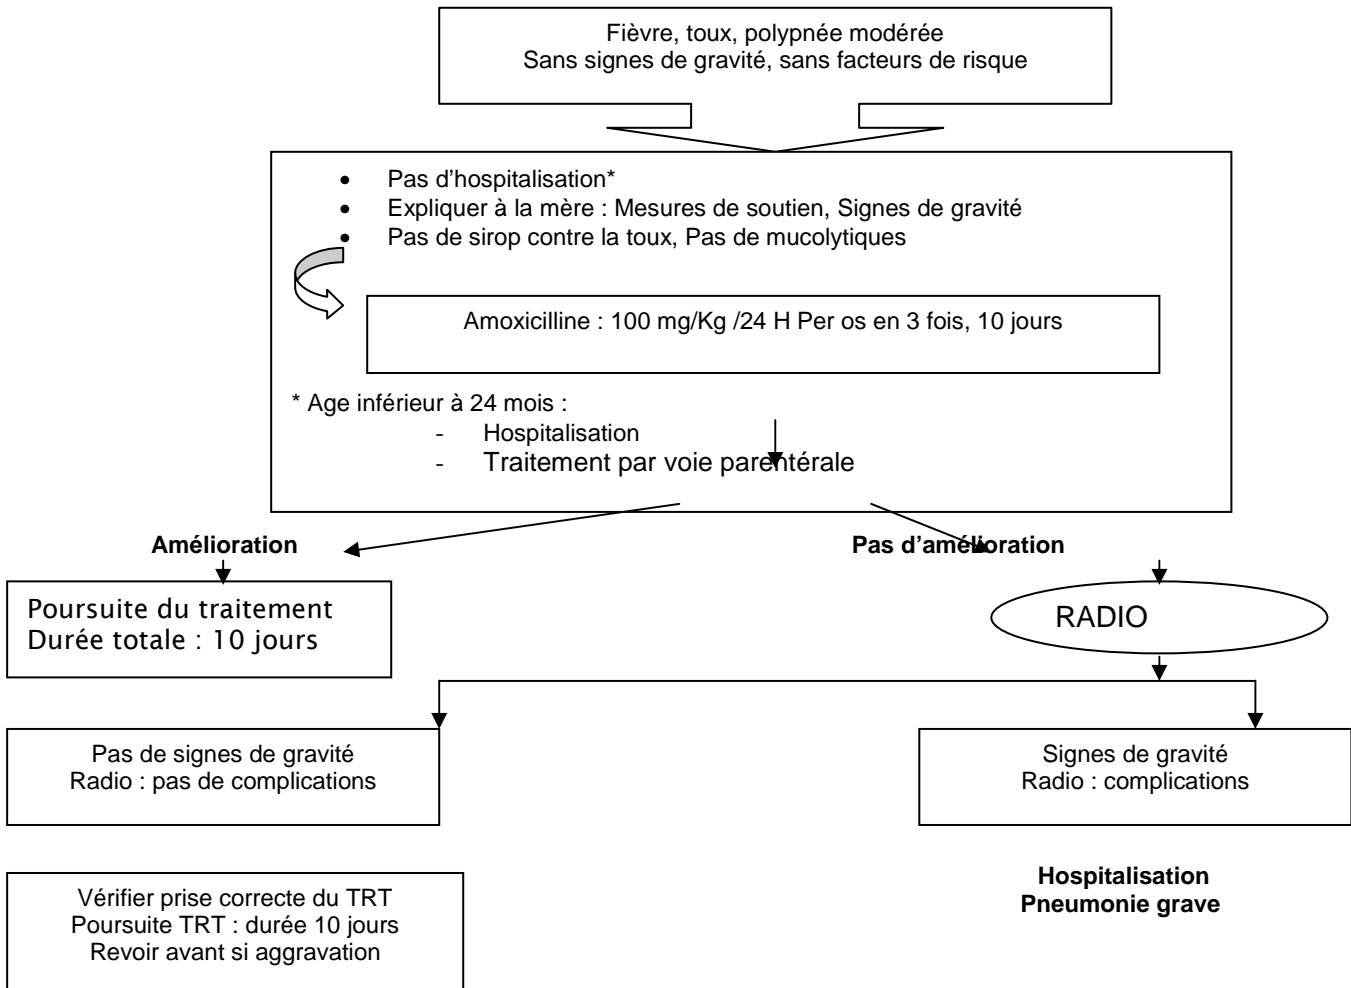 Fièvre, toux, polypnée modérée
Sans signes de gravité, sans facteurs de risque
• Pas d'hospitalisation*
• Expliquer à la mère : Mesures de soutien, Signes de gravité
• Pas de sirop contre la toux, Pas de mucolytiques
Amoxicilline : 100 mg/Kg /24 H Per os en 3 fois, 10 jours
* Age inférieur à 24 mois :
- Hospitalisation
- Traitement par voie parentérale
Amélioration
Pas d’amélioration
Poursuite du traitement
Durée totale : 10 jours
RADIO
Pas de signes de gravité
Radio : pas de complications
Signes de gravité
Radio : complications
Vérifier prise correcte du TRT
Poursuite TRT : durée 10 jours
Revoir avant si aggravation
Hospitalisation
Pneumonie grave